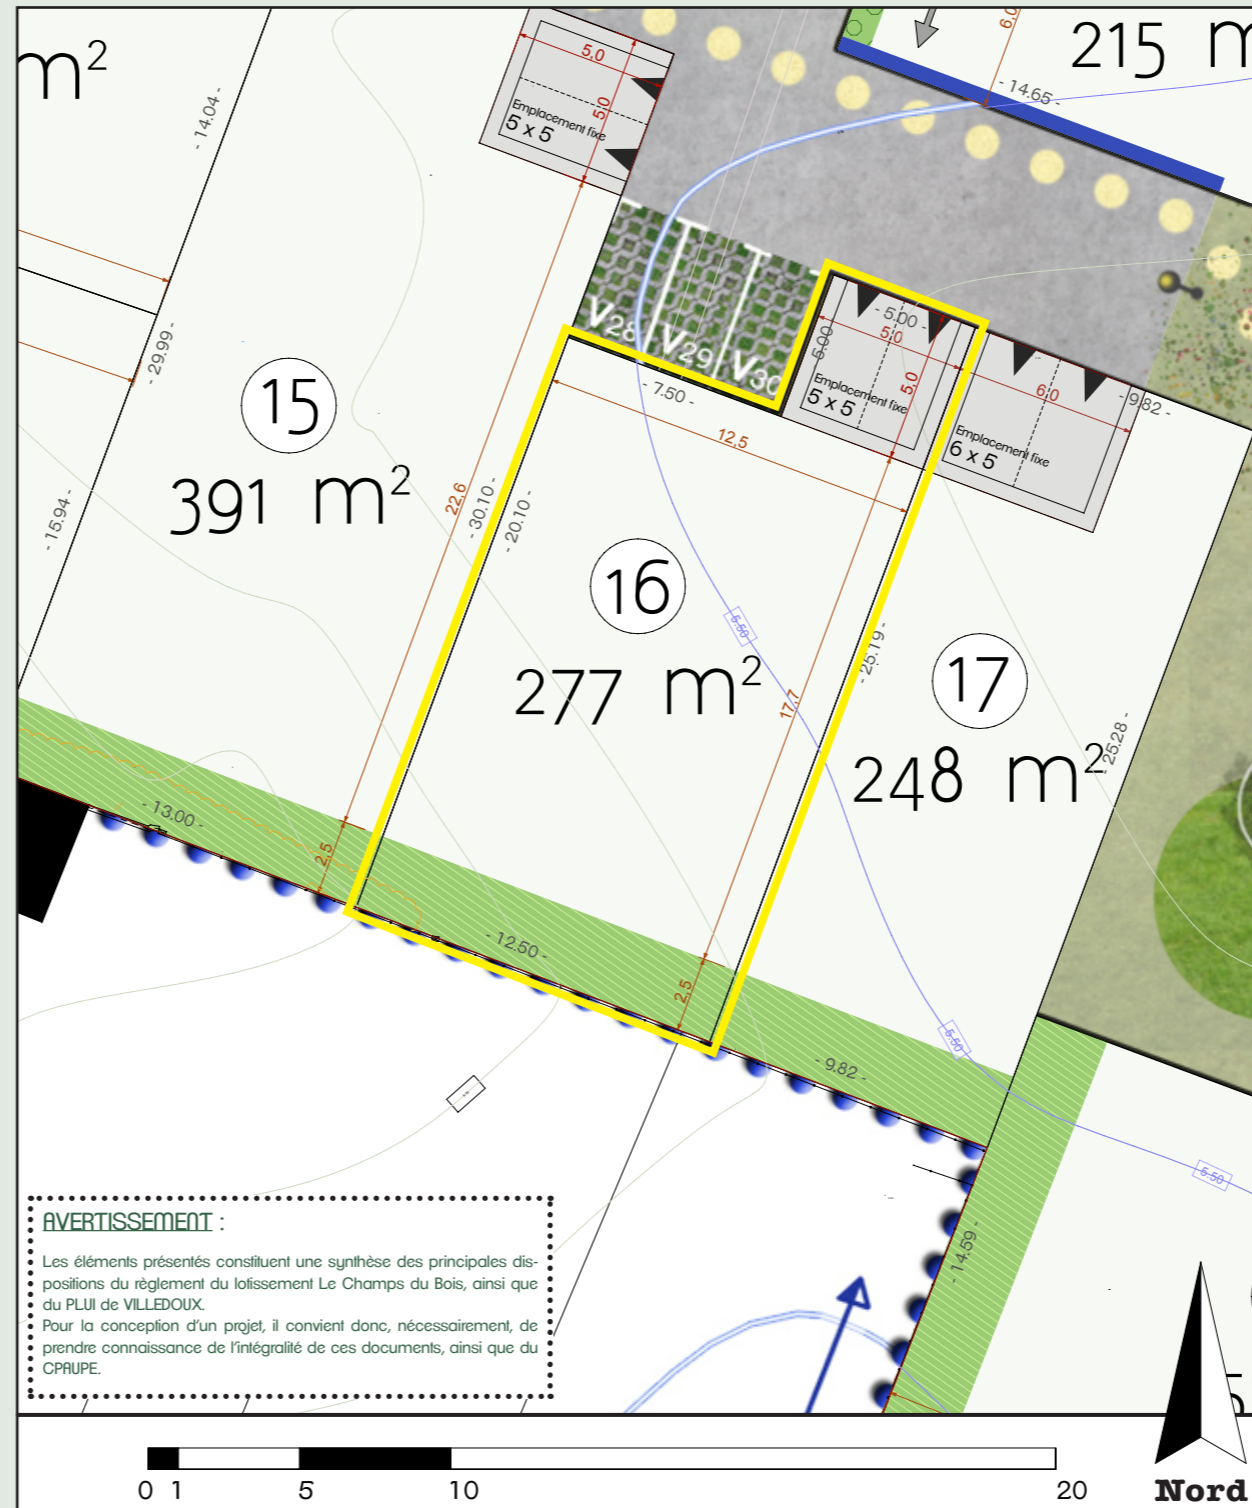 m²
215 m
6,0
- 14.65 -
- 14.04 -
5,0
5,0
Emplacement fixe
5 x 5
V28
V29
V30
- 5.00 -
5,0
5.00
5,0
Emplacement fixe
5 x 5
6,0
- 9.82 -
Emplacement fixe
6 x 5
- 29.99 -
- 7.50 -
12,5
15
391 m²
22,6
- 30.10 -
- 20.10 -
- 15.94 -
16
277 m²
5.50
- 25.19 -
17
248 m²
17,7
- 25.28 -
- 13.00 -
2,5
- 12.50 -
2,5
- 9.82 -
5.50
5.50
- 14.59 -
AVERTISSEMENT :
Les éléments présentés constituent une synthèse des principales dis-
positions du règlement du lotissement Le Champs du Bois, ainsi que
du PLUI de VILLEDOUX.
Pour la conception d'un projet, il convient donc, nécessairement, de
prendre connaissance de l'intégralité de ces documents, ainsi que du
CPAUPE.
0 1 5 10 20
Nord